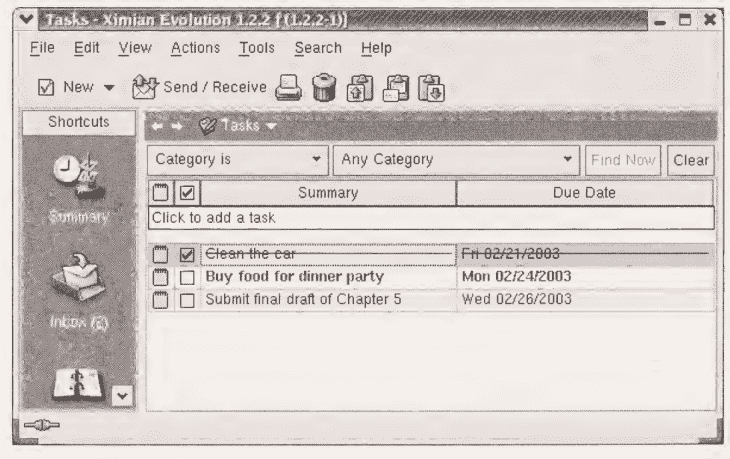 Tasks - Ximian Evolution 1.2.2 [(1.2.2-1)]
File Edit View Actions Tools Search Help
New Send / Receive
Shortcuts Tasks
Category is Any Category Find Now Clear
Summary Due Date
Click to add a task
Summary
Clean the car Fri 02/21/2003
Buy food for dinner party Mon 02/24/2003
Submit final draft of Chapter 5 Wed 02/26/2003
Inbox